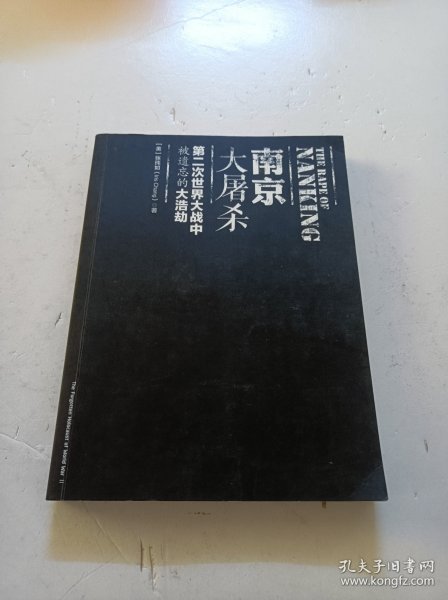 THE RAPE OF
NANKING
南京
大屠杀
第二次世界大战中
被遗忘的大浩劫
［美］张纯如（Iris Chang）◎著
The Forgotten Holocaust of World War II
孔夫子旧书网
www.kongfz.com